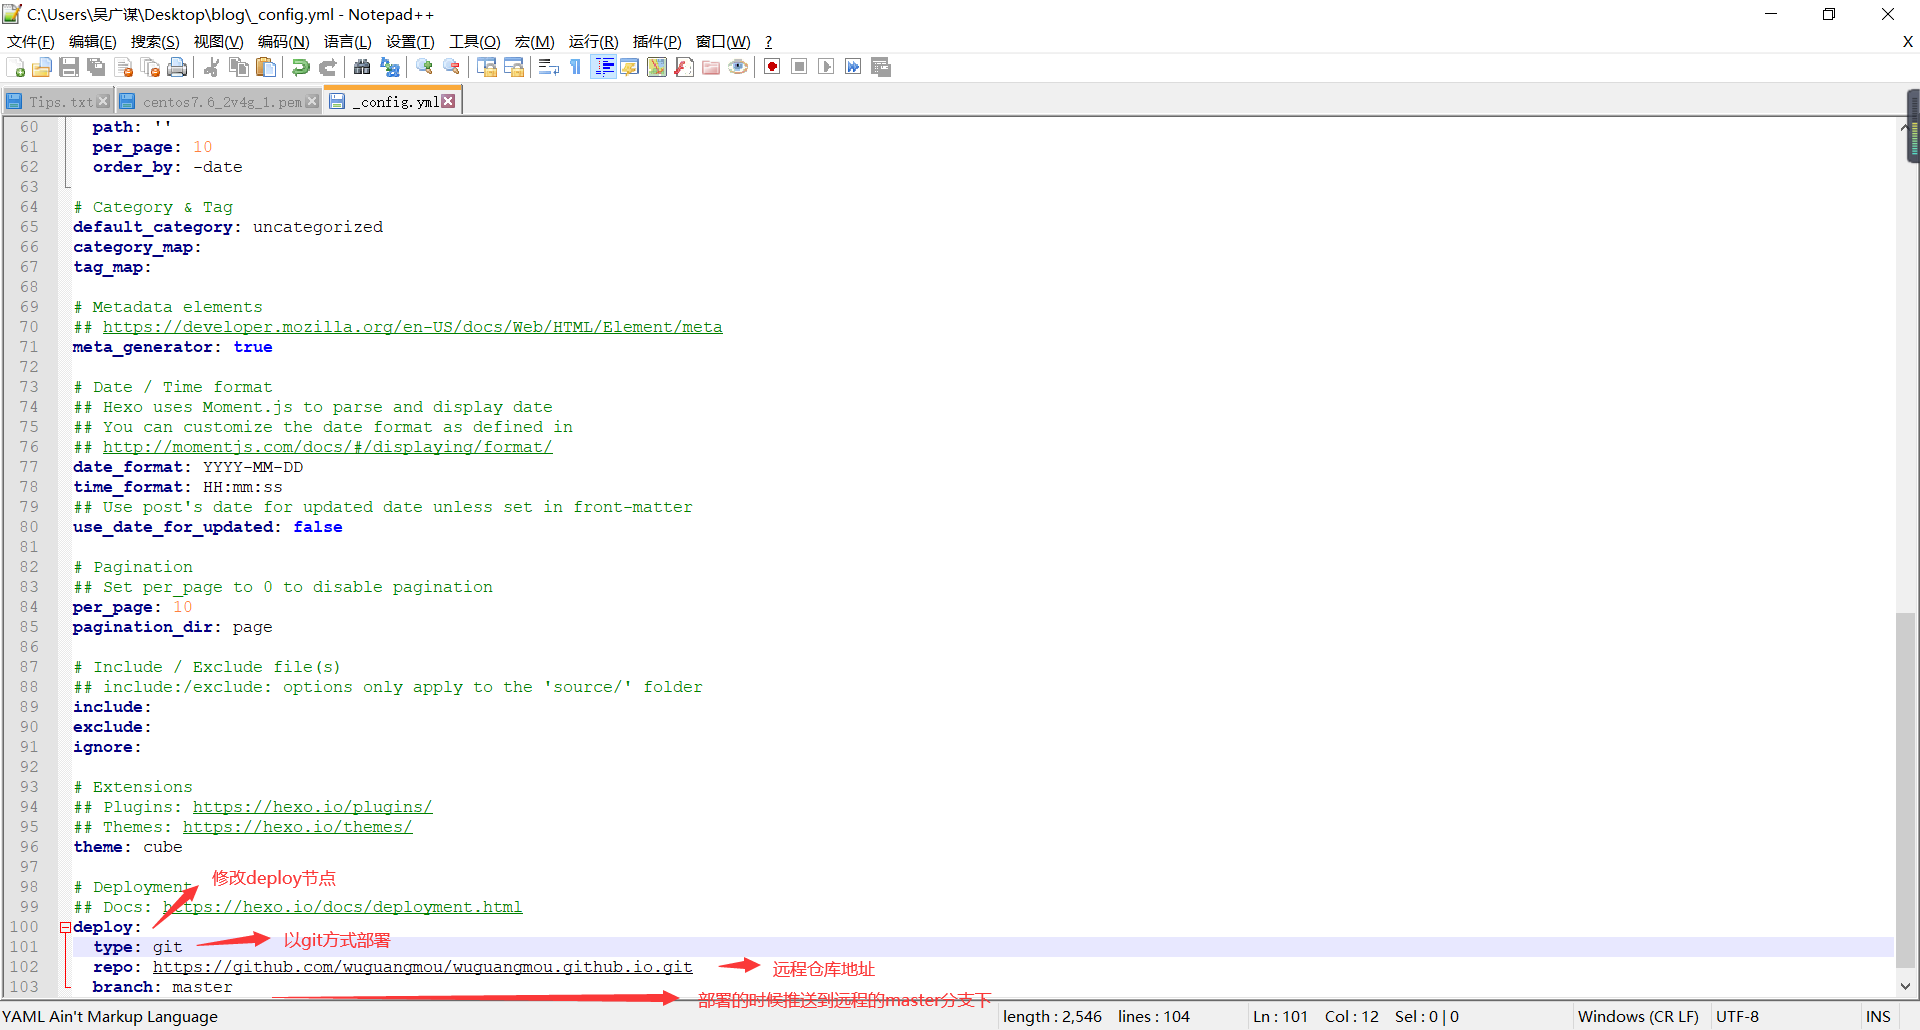 C:\Users\吴广谋\Desktop\blog\_config.yml - Notepad++
文件(F) 编辑(E) 搜索(S) 视图(V) 编码(N) 语言(L) 设置(T) 工具(O) 宏(M) 运行(R) 插件(P) 窗口(W) ? X
Tips.txt centos7.6_2v4g_1.pem _config.yml
60 path: ''
61 per_page: 10
62 order_by: -date
63
64 # Category & Tag
65 default_category: uncategorized
66 category_map:
67 tag_map:
68
69 # Metadata elements
70 ## https://developer.mozilla.org/en-US/docs/Web/HTML/Element/meta
71 meta_generator: true
72
73 # Date / Time format
74 ## Hexo uses Moment.js to parse and display date
75 ## You can customize the date format as defined in
76 ## http://momentjs.com/docs/#/displaying/format/
77 date_format: YYYY-MM-DD
78 time_format: HH:mm:ss
79 ## Use post's date for updated date unless set in front-matter
80 use_date_for_updated: false
81
82 # Pagination
83 ## Set per_page to 0 to disable pagination
84 per_page: 10
85 pagination_dir: page
86
87 # Include / Exclude file(s)
88 ## include:/exclude: options only apply to the 'source/' folder
89 include:
90 exclude:
91 ignore:
92
93 # Extensions
94 ## Plugins: https://hexo.io/plugins/
95 ## Themes: https://hexo.io/themes/
96 theme: cube
97
修改deploy节点
98 # Deployment
99 ## Docs: https://hexo.io/docs/deployment.html
100 deploy:
101 type: git 以git方式部署
102 repo: https://github.com/wuguangmou/wuguangmou.github.io.git 远程仓库地址
103 branch: master 部署的时候推送到远程的master分支下
YAML Ain't Markup Language length : 2,546 lines : 104 Ln : 101 Col : 12 Sel : 0 | 0 Windows (CR LF) UTF-8 INS